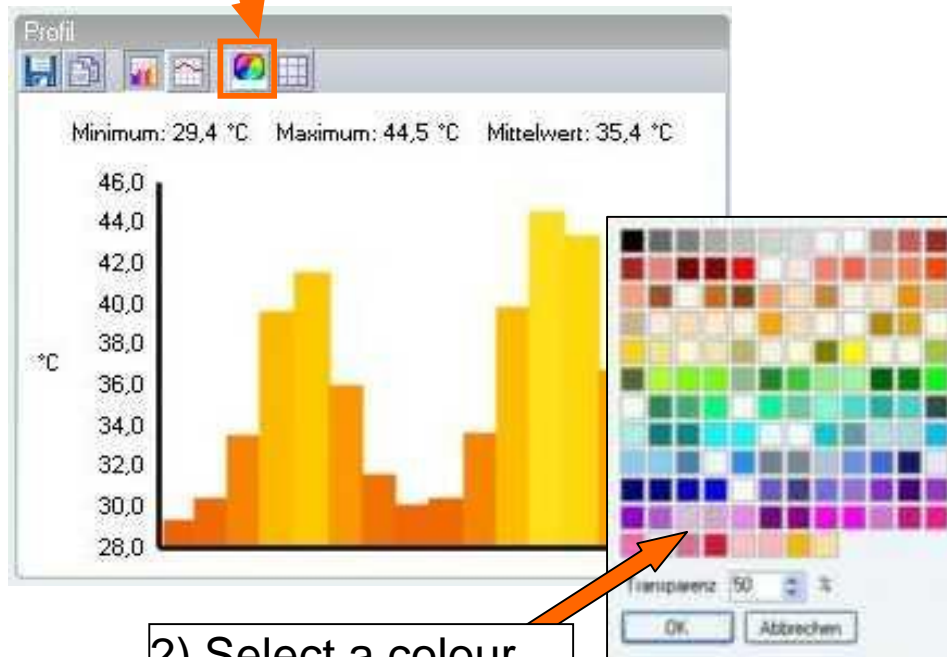 Profil
Minimum: 29,4 °C Maximum: 44,5 °C Mittelwert: 35,4 °C
46,0
44,0
42,0
40,0
38,0
°C
36,0
34,0
32,0
30,0
28,0
Transparenz 50 %
OK Abbrechen
2) Select a colour